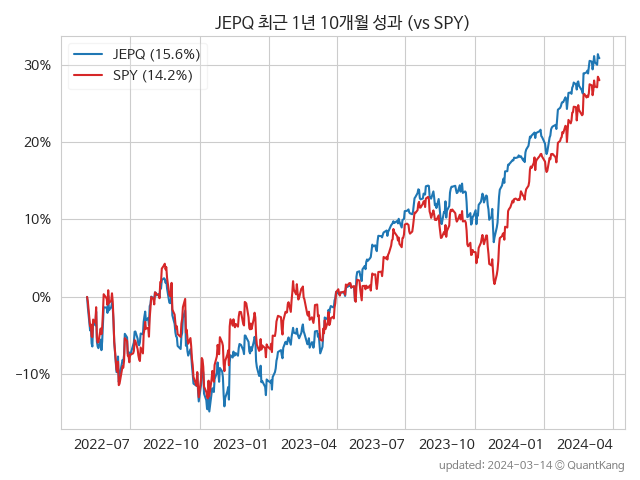 JEPQ 최근 1년 10개월 성과 (vs SPY)
JEPQ (15.6%)
SPY (14.2%)
30%
20%
10%
0%
−10%
2022-07 2022-10 2023-01 2023-04 2023-07 2023-10 2024-01 2024-04
updated: 2024-03-14 © QuantKang